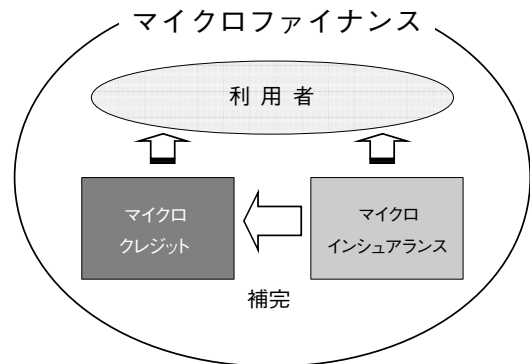 マイクロファイナンス
利用者
マイクロ
クレジット
マイクロ
インシュアランス
補完